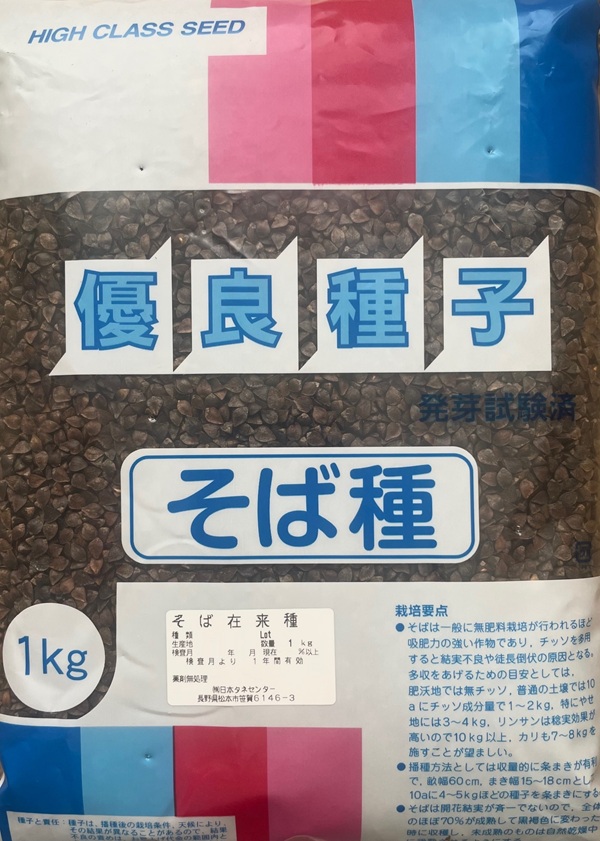 HIGH CLASS SEED
優良種子
発芽試験済
そば種
1kg
そば在来種
種類 Lot
生産地 数量 1 kg
検査月 年 月現在 %以上
検査月より 1年間有効
薬剤無処理
㈲日本タネセンター
長野県松本市笹賀6146-3
栽培要点
●そばは一般に無肥料栽培が行われるほど
吸肥力の強い作物であり、チッソを多用
すると結実不良や徒長倒伏の原因となる。
多収をあげるための目安としては、
肥沃地では無チッソ、普通の土壌では10
aにチッソ成分量で1~2kg、特にやせ
地には3~4kg、リンサンは稔実効果が
高いので10kg以上、カリも7~8kgを
施すことが望ましい。
●播種方法としては収量的に条まきが有利
で、畝幅60cm、まき幅15~18cmとし
10aに4~5kgほどの種子を条まきにする
●そばは開花結実が斉一でないので、全体
のほぼ70%が成熟して黒褐色に変わった
時に収穫し、未成熟のものは自然乾燥中
種子と責任:種子は、播種後の栽培条件、天候により、
その結果が異なることがあるので、結果